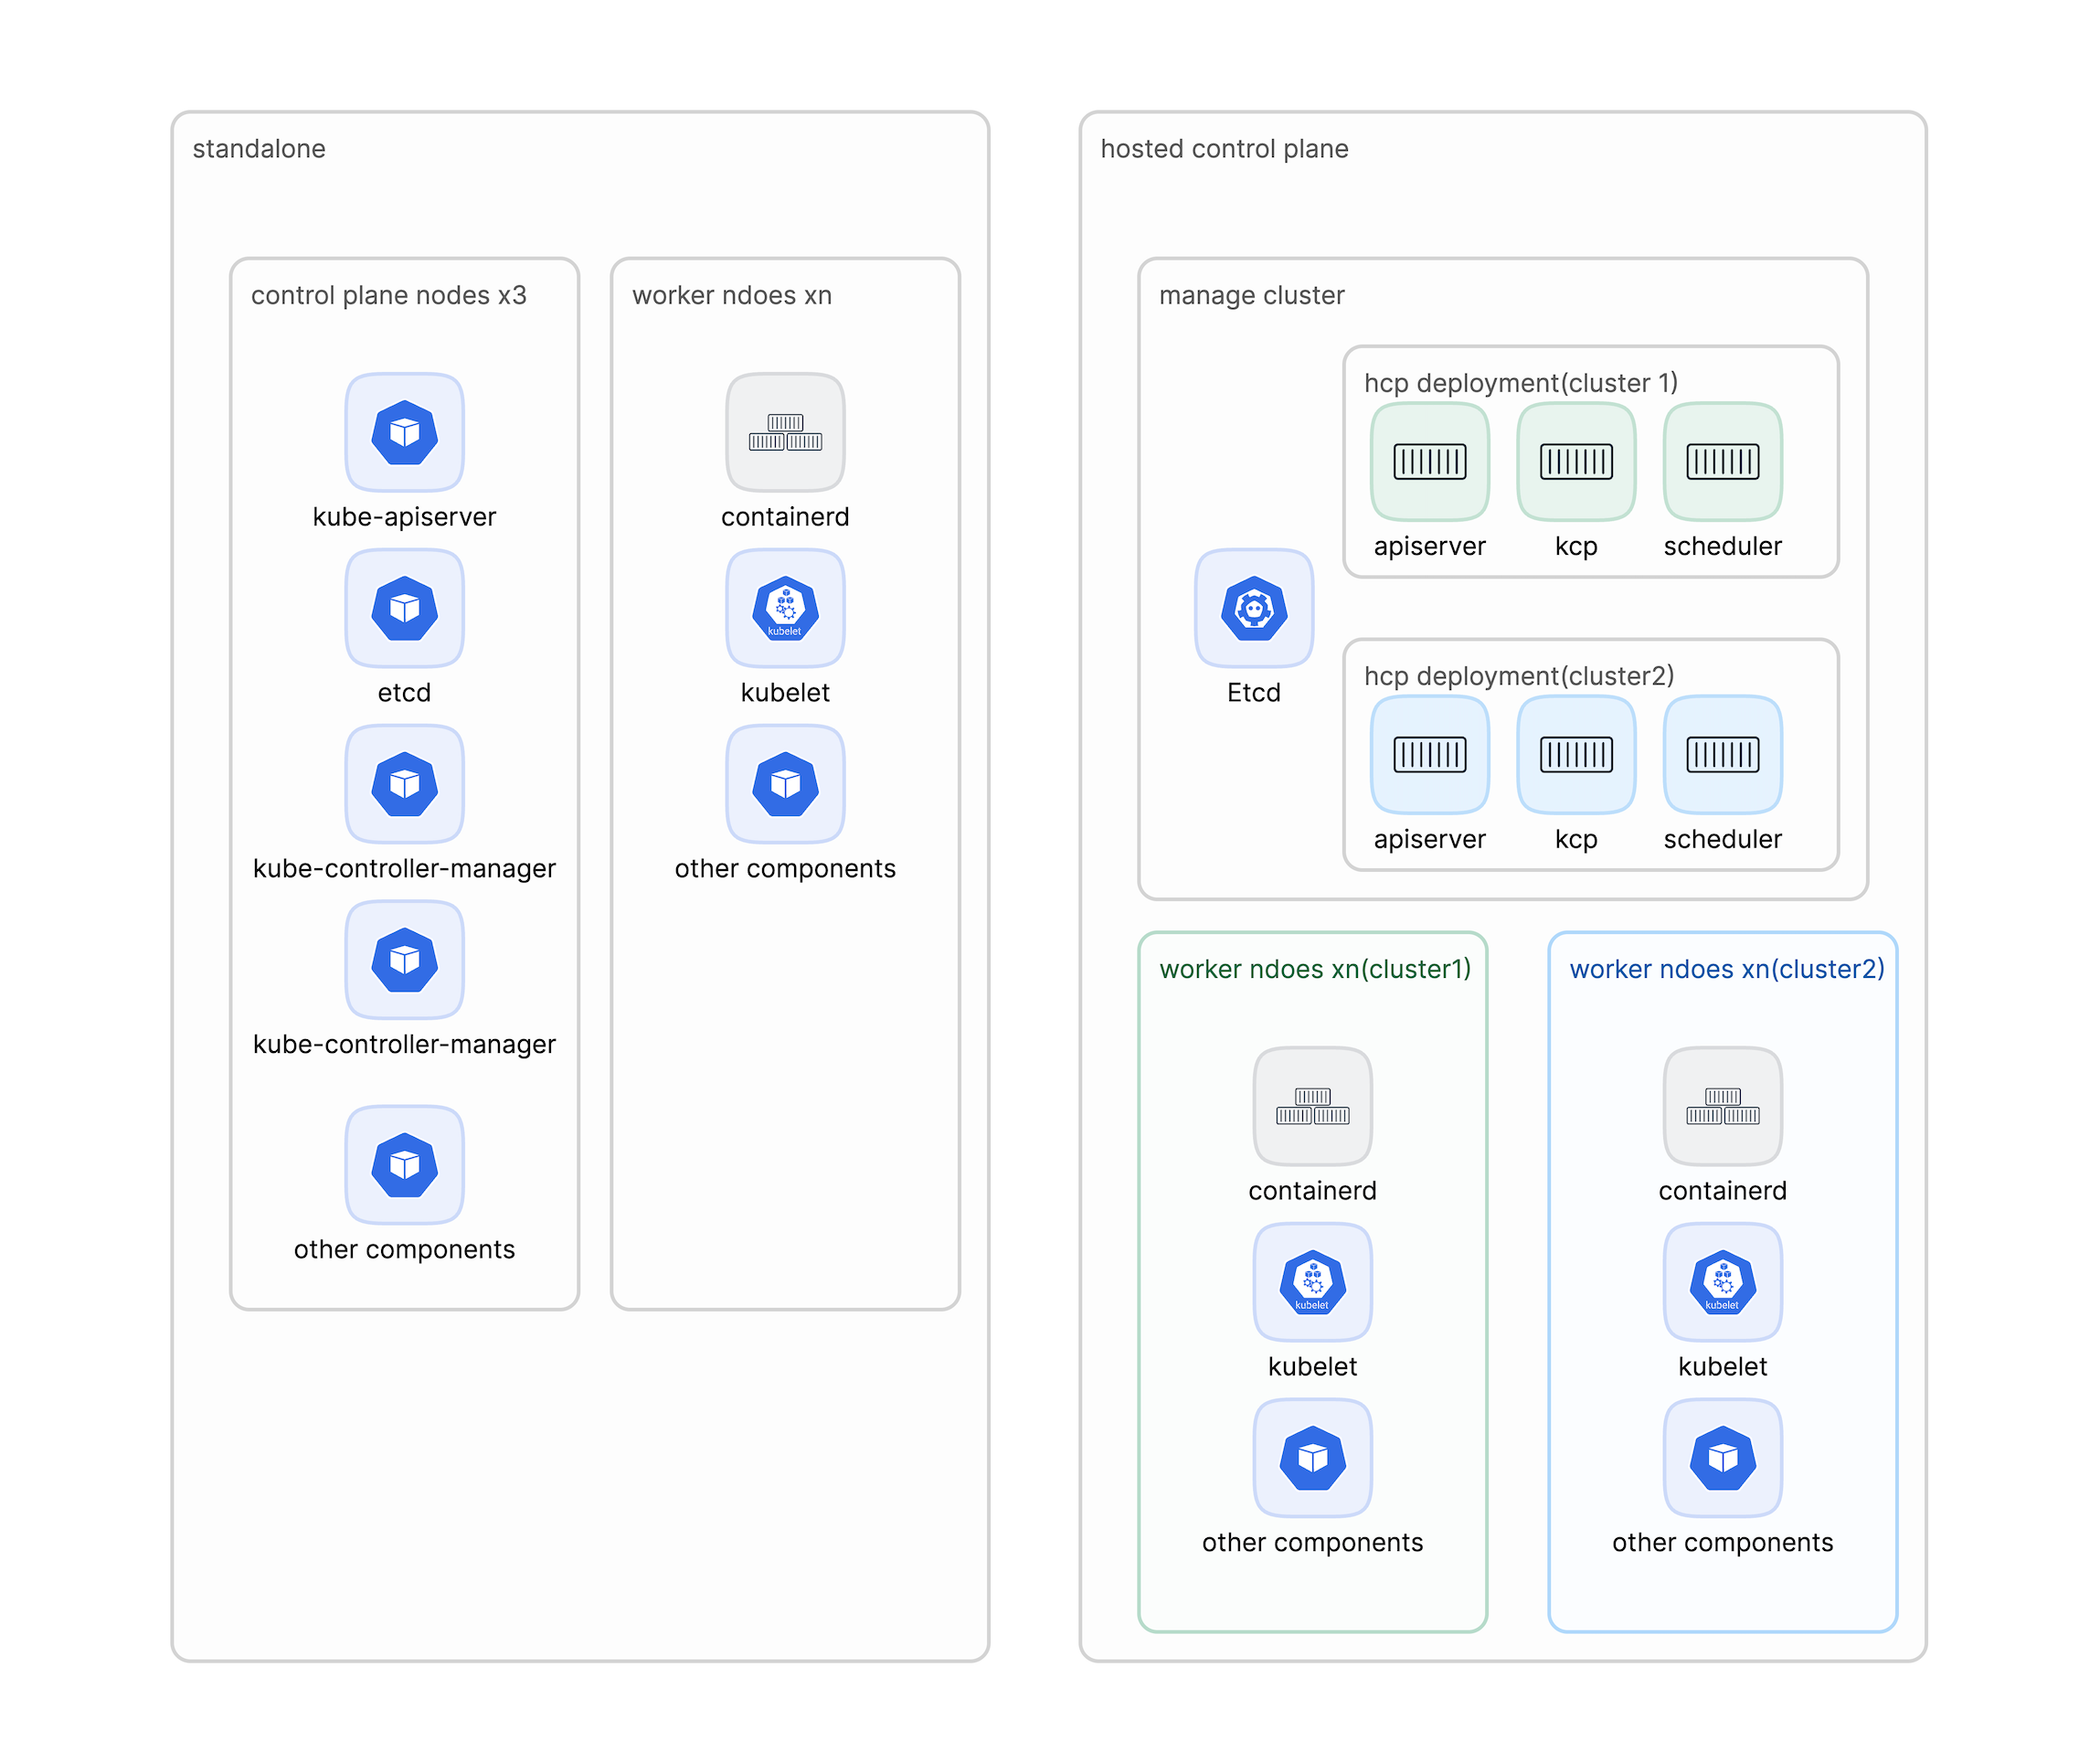 standalone
control plane nodes x3
kube-apiserver
etcd
kube-controller-manager
kube-controller-manager
other components
worker ndoes xn
containerd
kubelet
kubelet
other components
hosted control plane
manage cluster
Etcd
hcp deployment(cluster 1)
apiserver
kcp
scheduler
hcp deployment(cluster2)
apiserver
kcp
scheduler
worker ndoes xn(cluster1)
containerd
kubelet
kubelet
other components
worker ndoes xn(cluster2)
containerd
kubelet
kubelet
other components